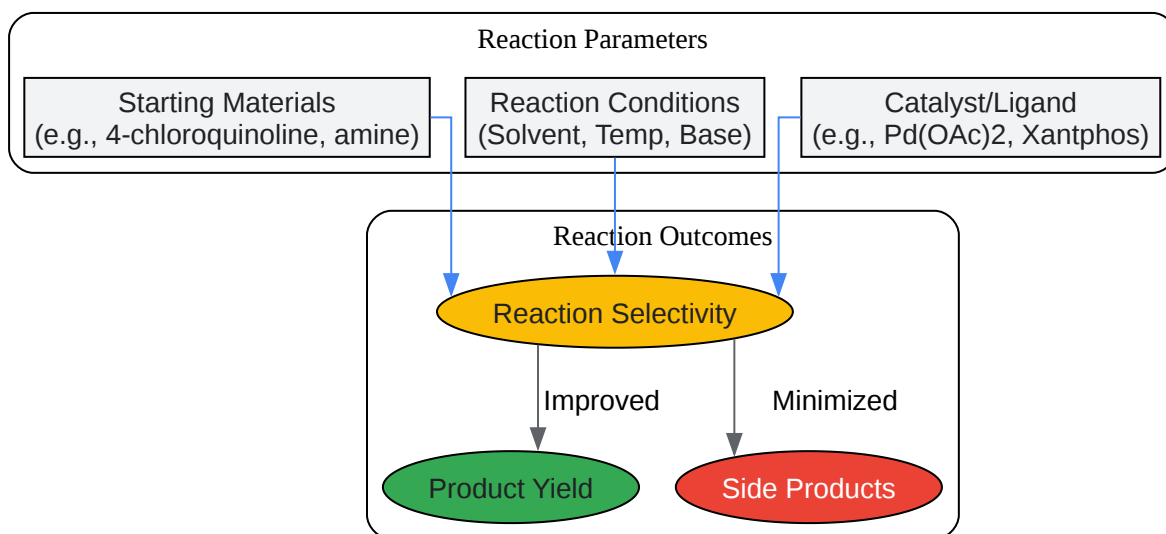 Reaction Parameters
Starting Materials
(e.g., 4-chloroquinoline, amine)
Reaction Conditions
(Solvent, Temp, Base)
Catalyst/Ligand
(e.g., Pd(OAc)2, Xantphos)
Reaction Outcomes
Reaction Selectivity
Improved
Minimized
Product Yield
Side Products